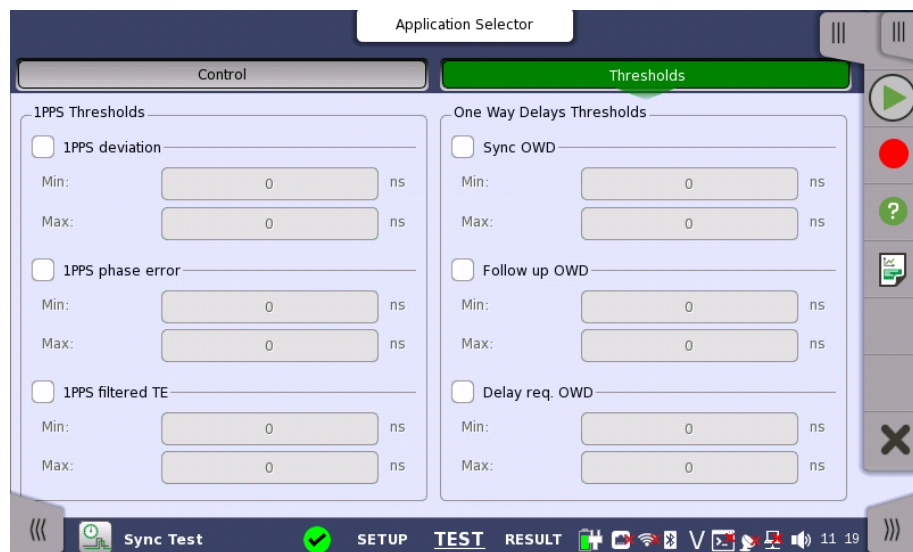 Application Selector
Control
Thresholds
1PPS Thresholds
1PPS deviation
Min: 0 ns
Max: 0 ns
1PPS phase error
Min: 0 ns
Max: 0 ns
1PPS filtered TE
Min: 0 ns
Max: 0 ns
One Way Delays Thresholds
Sync OWD
Min: 0 ns
Max: 0 ns
Follow up OWD
Min: 0 ns
Max: 0 ns
Delay req. OWD
Min: 0 ns
Max: 0 ns
?
Sync Test SETUP TEST RESULT V 11 19